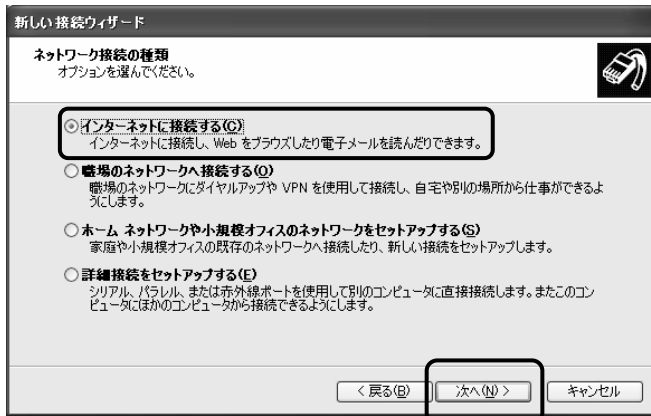 新しい接続ウィザード
ネットワーク接続の種類
オプションを選んでください。
インターネットに接続する(C)
インターネットに接続し、Web をブラウズしたり電子メールを読んだりできます。
職場のネットワークへ接続する(O)
職場のネットワークにダイヤルアップや VPN を使用して接続し、自宅や別の場所から仕事ができるよ
うにします。
ホーム ネットワークや小規模オフィスのネットワークをセットアップする(S)
家庭や小規模オフィスの既存のネットワークへ接続したり、新しい接続をセットアップします。
詳細接続をセットアップする(E)
シリアル、パラレル、または赤外線ポートを使用して別のコンピュータに直接接続します。またこのコン
ピュータにほかのコンピュータから接続できるようにします。
< 戻る(B) 次へ(N) > キャンセル